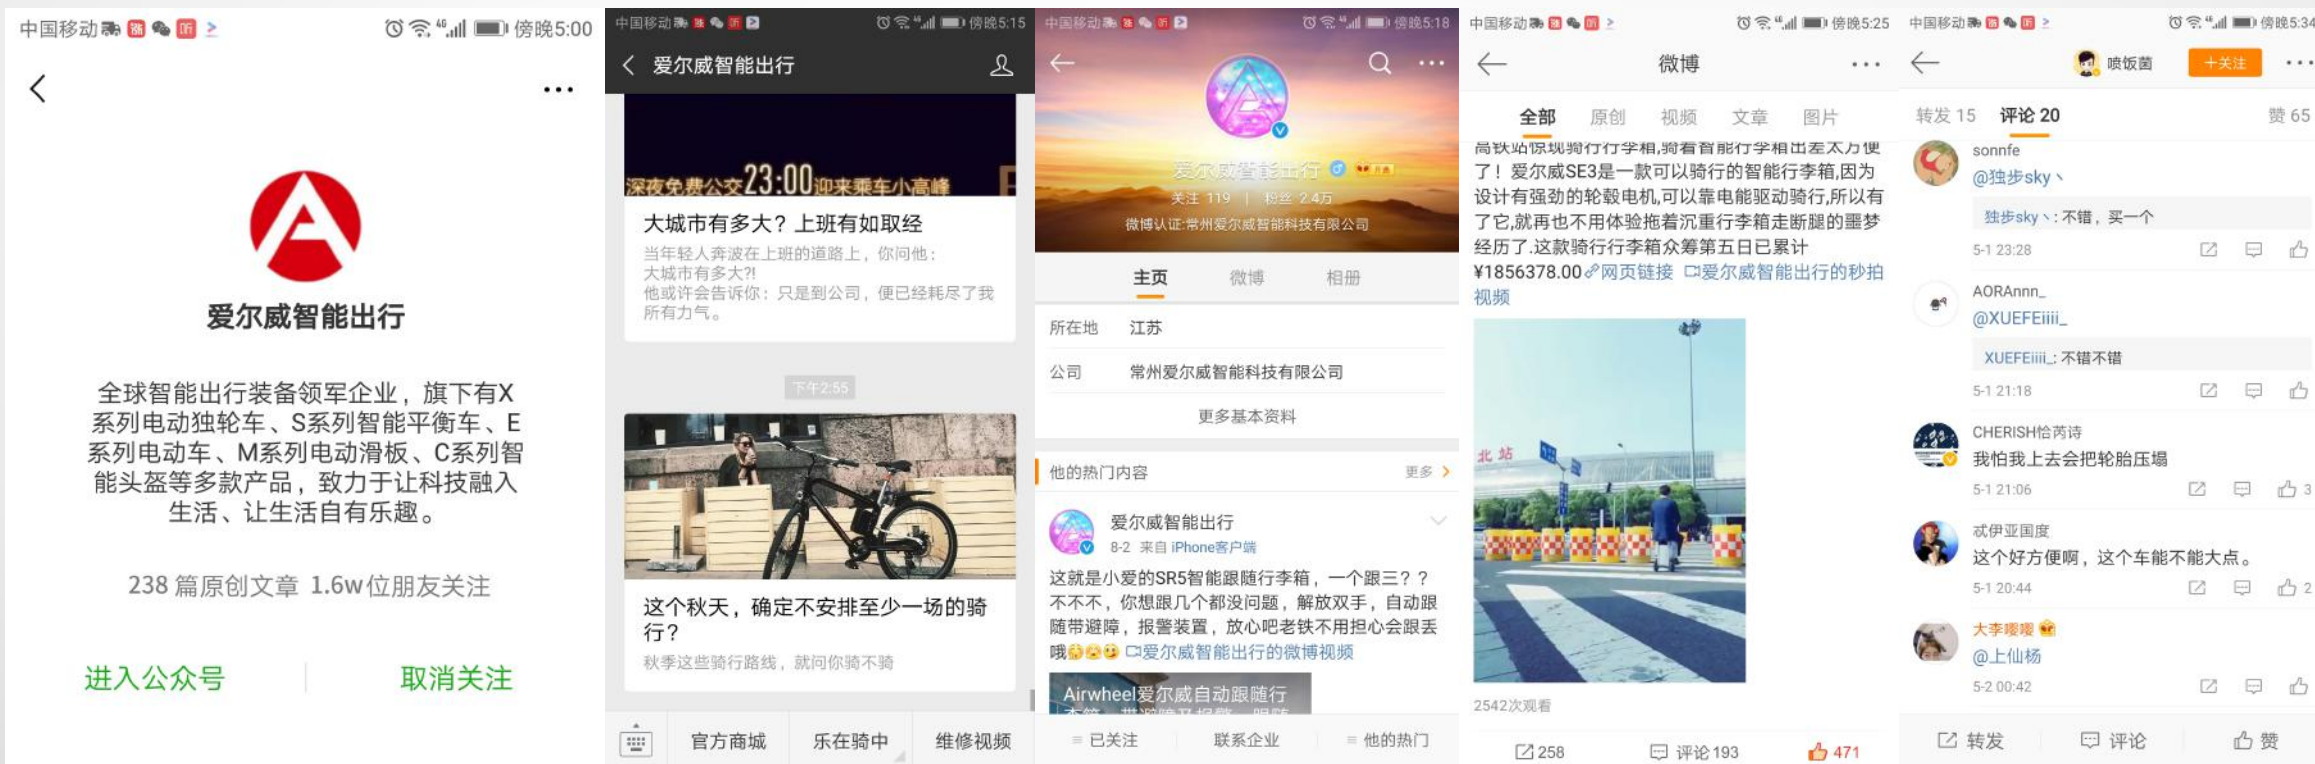 中国移动
傍晚5:00
爱尔威智能出行
全球智能出行装备领军企业，旗下有X
系列电动独轮车、S系列智能平衡车、E
系列电动车、M系列电动滑板、C系列智
能头盔等多款产品，致力于让科技融入
生活、让生活自有乐趣。
238 篇原创文章 1.6w位朋友关注
进入公众号
取消关注
中国移动
傍晚5:15
爱尔威智能出行
深夜免费公交23:00迎来乘车小高峰
大城市有多大？上班有如取经
当年轻人奔波在上班的道路上，你问他：
大城市有多大?!
他或许会告诉你：只是到公司，便已经耗尽了我
所有力气。
下午2:55
这个秋天，确定不安排至少一场的骑
行？
秋季这些骑行路线，就问你骑不骑
官方商城
乐在骑中
维修视频
中国移动
傍晚5:18
爱尔威智能出行
关注 119 | 粉丝 2.4万
微博认证:常州爱尔威智能科技有限公司
主页
微博
相册
所在地 江苏
公司 常州爱尔威智能科技有限公司
更多基本资料
他的热门内容
更多
爱尔威智能出行
8-2 来自 iPhone客户端
这就是小爱的SR5智能跟随行李箱，一个跟三？？
不不不，你想跟几个都没问题，解放双手，自动跟
随带避障，报警装置，放心吧老铁不用担心会跟丢
哦 爱尔威智能出行的微博视频
Airwheel爱尔威自动跟随行
已关注
联系企业
他的热门
中国移动
傍晚5:25
微博
全部
原创
视频
文章
图片
高铁站惊现骑行行李箱,骑着智能行李箱出差太方便
了！爱尔威SE3是一款可以骑行的智能行李箱,因为
设计有强劲的轮毂电机,可以靠电能驱动骑行,所以有
了它,就再也不用体验拖着沉重行李箱走断腿的噩梦
经历了.这款骑行行李箱众筹第五日已累计
¥1856378.00 网页链接 爱尔威智能出行的秒拍
视频
北站
2542次观看
258
评论193
471
中国移动
傍晚5:34
喷饭菌
+关注
转发 15
评论 20
赞 65
sonnfe
@独步sky丶
独步sky丶: 不错，买一个
5-1 23:28
AORAnnn_
@XUEFEiiii_
XUEFEiiii_: 不错不错
5-1 21:18
CHERISH恰芮诗
我怕我上去会把轮胎压塌
5-1 21:06
3
忒伊亚国度
这个好方便啊，这个车能不能大点。
5-1 20:44
2
大李嘤嘤
@上仙杨
5-2 00:42
转发
评论
赞